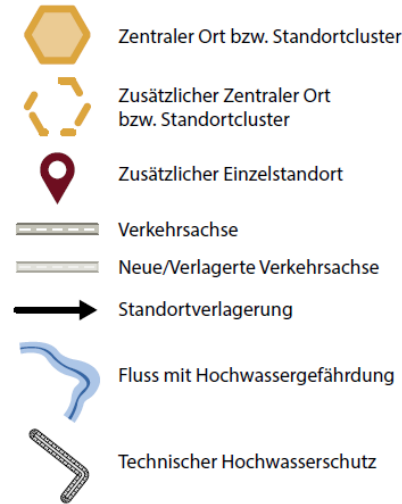 Zentraler Ort bzw. Standortcluster
Zusätzlicher Zentraler Ort
bzw. Standortcluster
Zusätzlicher Einzelstandort
Verkehrsachse
Neue/Verlagerte Verkehrsachse
Standortverlagerung
Fluss mit Hochwassergefährdung
Technischer Hochwasserschutz